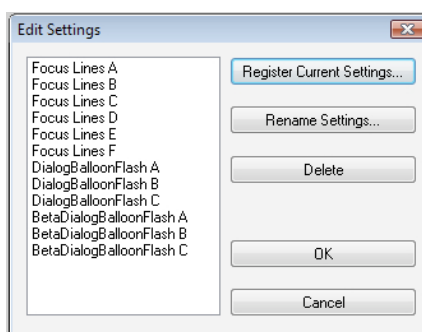 Edit Settings
Focus Lines A
Focus Lines B
Focus Lines C
Focus Lines D
Focus Lines E
Focus Lines F
DialogBalloonFlash A
DialogBalloonFlash B
DialogBalloonFlash C
BetaDialogBalloonFlash A
BetaDialogBalloonFlash B
BetaDialogBalloonFlash C
Register Current Settings...
Rename Settings...
Delete
OK
Cancel